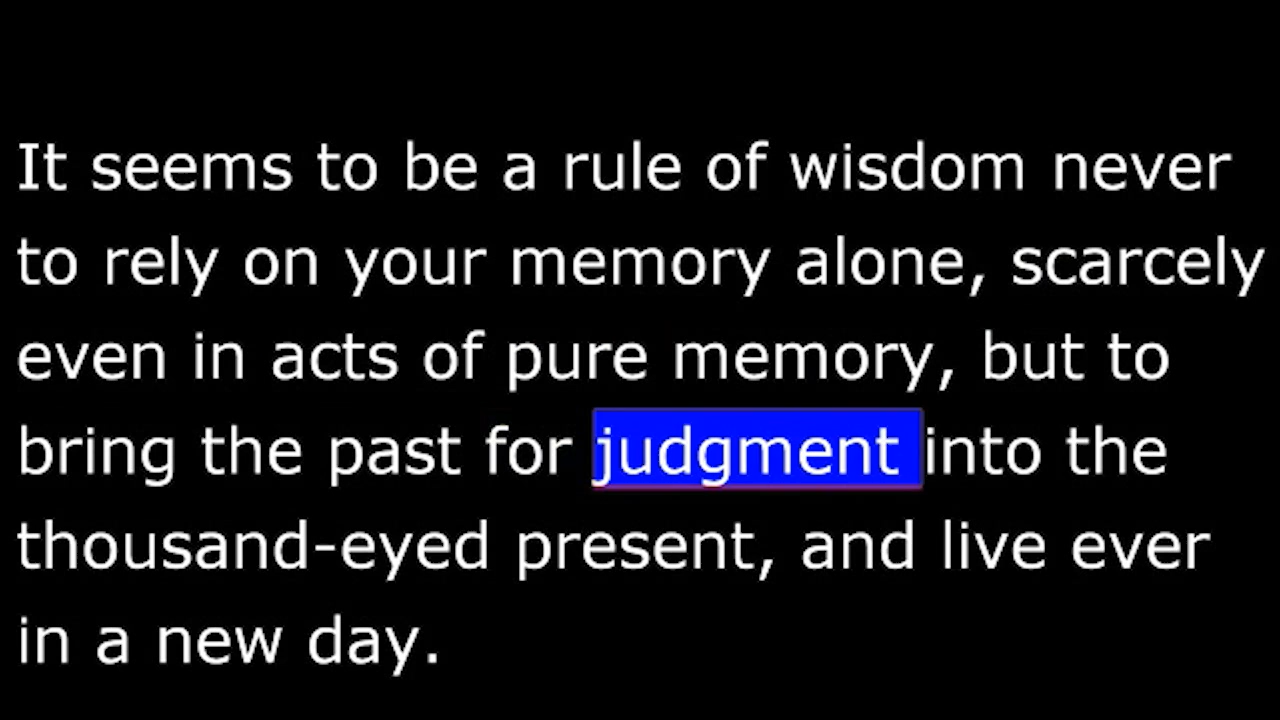 It seems to be a rule of wisdom never
to rely on your memory alone, scarcely
even in acts of pure memory, but to
bring the past for judgment into the
thousand-eyed present, and live ever
in a new day.